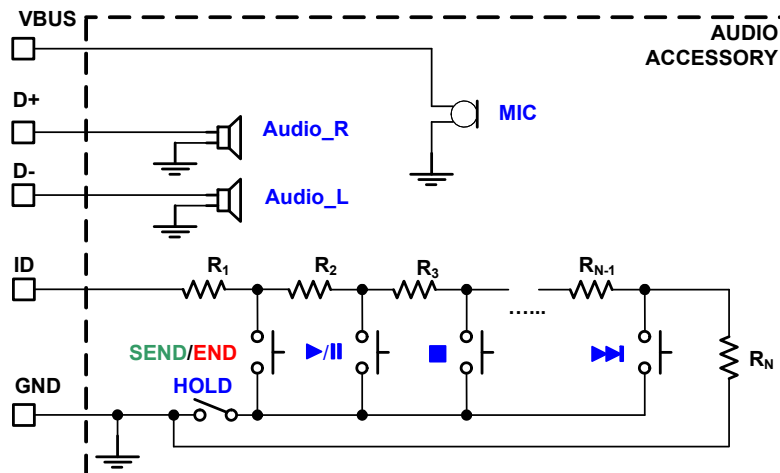 VBUS
AUDIO
ACCESSORY
D+
Audio_R
MIC
D-
Audio_L
ID
R1
R2
R3
RN-1
......
SEND/END
/
RN
GND
HOLD